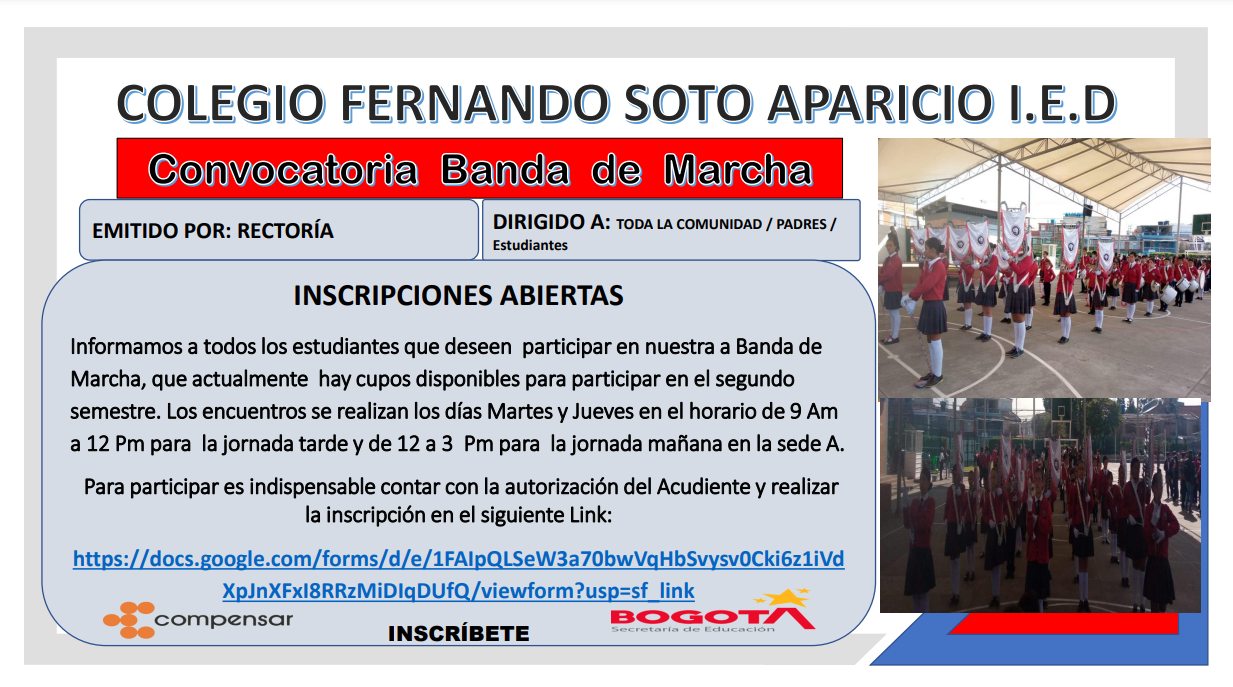 COLEGIO FERNANDO SOTO APARICIO I.E.D
Convocatoria Banda de Marcha
EMITIDO POR: RECTORÍA
DIRIGIDO A: TODA LA COMUNIDAD / PADRES /
Estudiantes
INSCRIPCIONES ABIERTAS
Informamos a todos los estudiantes que deseen participar en nuestra a Banda de
Marcha, que actualmente hay cupos disponibles para participar en el segundo
semestre. Los encuentros se realizan los días Martes y Jueves en el horario de 9 Am
a 12 Pm para la jornada tarde y de 12 a 3 Pm para la jornada mañana en la sede A.
Para participar es indispensable contar con la autorización del Acudiente y realizar
la inscripción en el siguiente Link:
https://docs.google.com/forms/d/e/1FAIpQLSeW3a70bwVqHbSvysv0Cki6z1iVd
XpJnXFxI8RRzMiDIqDUfQ/viewform?usp=sf_link
compensar
INSCRÍBETE
BOGOTA
Secretaría de Educación